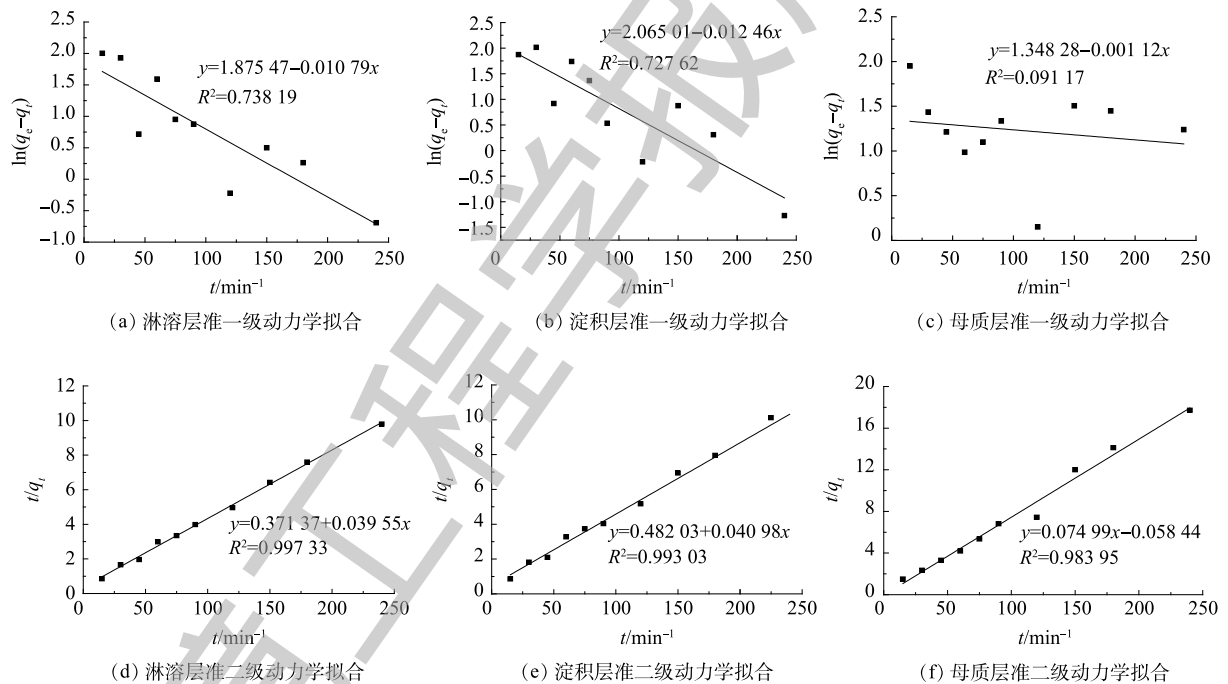 y=1.875 47−0.010 79x
R²=0.738 19
ln(qe−qt)
2.5
2.0
1.5
1.0
0.5
0
−0.5
−1.0
0 50 100 150 200 250
t/min⁻¹
(a) 淋溶层准一级动力学拟合
y=2.065 01−0.012 46x
R²=0.727 62
ln(qe−qt)
2.5
2.0
1.5
1.0
0.5
0
−0.5
−1.0
−1.5
0 50 100 150 200 250
t/min⁻¹
(b) 淀积层准一级动力学拟合
y=1.348 28−0.001 12x
R²=0.091 17
ln(qe−qt)
2.5
2.0
1.5
1.0
0.5
0
0 50 100 150 200 250
t/min⁻¹
(c) 母质层准一级动力学拟合
12
10
8
6
4
2
0
t/qt
y=0.371 37+0.039 55x
R²=0.997 33
0 50 100 150 200 250
t/min⁻¹
(d) 淋溶层准二级动力学拟合
12
10
8
6
4
2
0
t/qt
y=0.482 03+0.040 98x
R²=0.993 03
0 50 100 150 200 250
t/min⁻¹
(e) 淀积层准二级动力学拟合
20
16
12
8
4
0
t/qt
y=0.074 99x−0.058 44
R²=0.983 95
0 50 100 150 200 250
t/min⁻¹
(f) 母质层准二级动力学拟合
工程学报